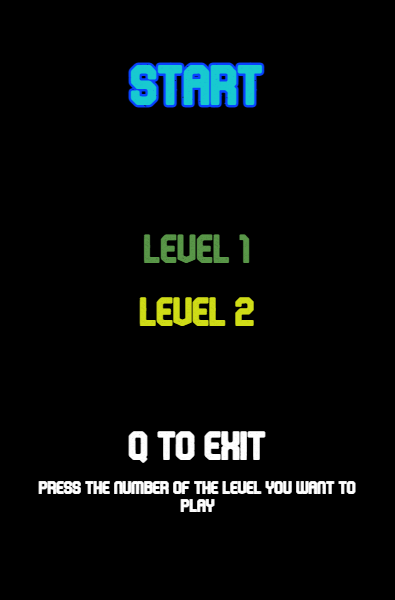 START
LEVEL 1
LEVEL 2
Q TO EXIT
PRESS THE NUMBER OF THE LEVEL YOU WANT TO
PLAY